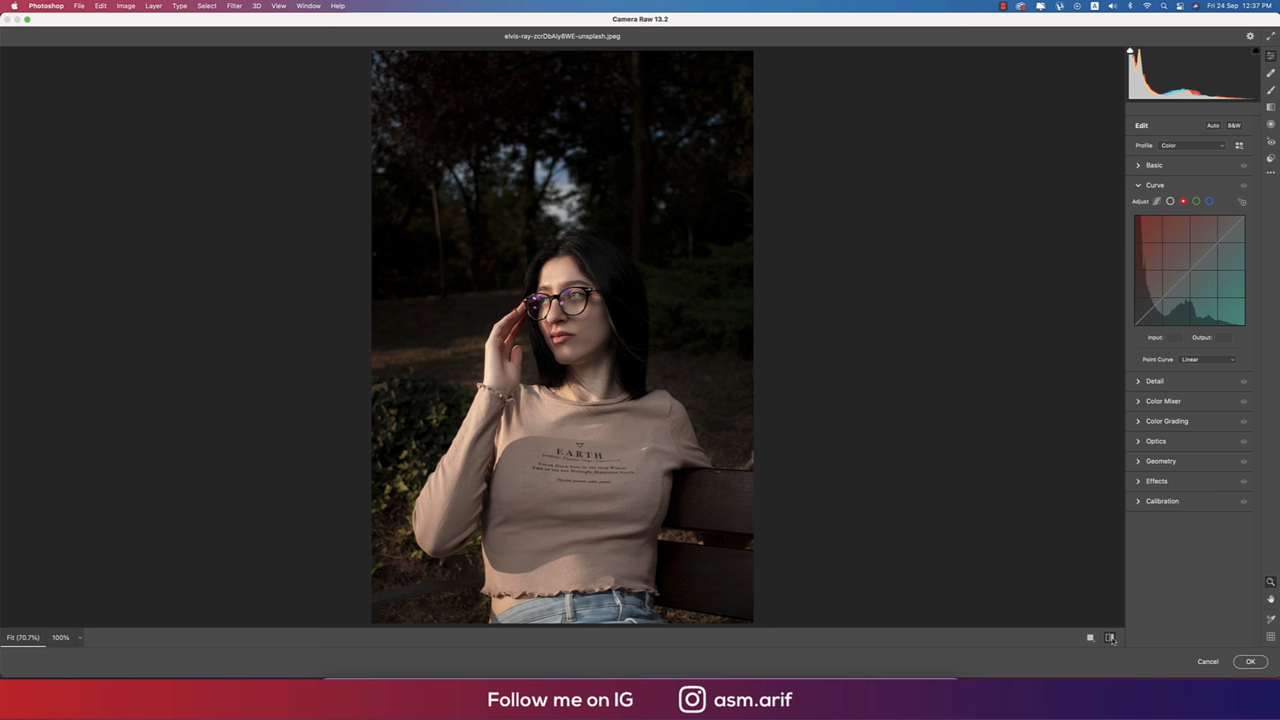 Photoshop File Edit Image Layer Type Select Filter 3D View Window Help
A Fri 24 Sep 12:37 PM
Camera Raw 13.2
elvis-ray-zcrDbAly8WE-unsplash.jpeg
Edit Auto B&W
Profile Color
Basic
Curve
Adjust
Input: Output:
Point Curve Linear
Detail
Color Mixer
Color Grading
Optics
Geometry
Effects
Calibration
EARTH
Fit (70.7%) 100%
Cancel OK
Follow me on IG asm.arif